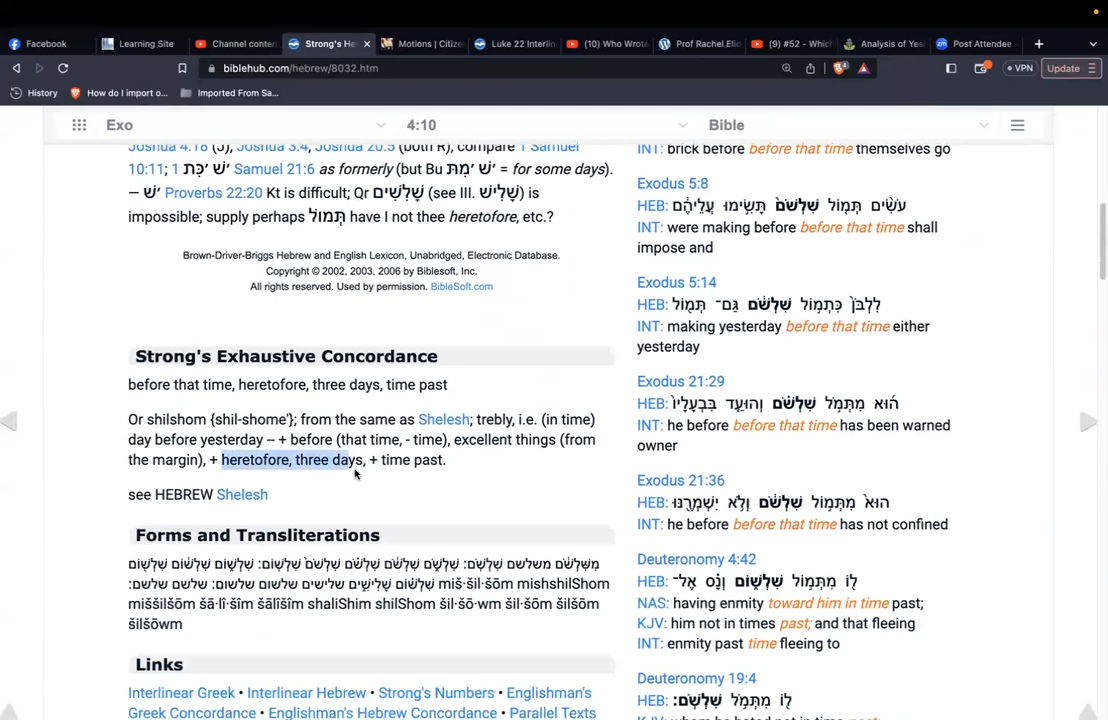 Facebook
Learning Site
Channel conten
Strong's He
Motions | Citize
Luke 22 Interlin
(10) Who Wrote
Prof Rachel Elio
(9) #52 - Which
Analysis of Yes
Post Attendee
biblehub.com/hebrew/8032.htm
VPN
Update
History
How do I import o...
Imported From Sa...
Exo
4:10
Bible
Joshua 4:18 (J), Joshua 3:4, Joshua 20:5 (both R), compare 1 Samuel
10:11; 1 שׁ׳ כִּתְּ׳ Samuel 21:6 as formerly (but Bu שׁ׳ מִתְּ׳ = for some days).
— שׁ׳ Proverbs 22:20 Kt is difficult; Qr שָׁלִשִׁים (see III. שָׁלִישׁ) is
impossible; supply perhaps תְּמוֺל have I not thee heretofore, etc.?
Brown-Driver-Briggs Hebrew and English Lexicon, Unabridged, Electronic Database.
Copyright © 2002, 2003, 2006 by Biblesoft, Inc.
All rights reserved. Used by permission. BibleSoft.com
Strong's Exhaustive Concordance
before that time, heretofore, three days, time past
Or shilshom {shil-shome'}; from the same as Shelesh; trebly, i.e. (in time)
day before yesterday -- + before (that time, - time), excellent things (from
the margin), + heretofore, three days, + time past.
see HEBREW Shelesh
Forms and Transliterations
מִשִּׁלְשֹׁ֔ם משלשם שִׁלְשֹֽׁם׃ שִׁלְשֹׁ֖ם שִׁלְשֹׁ֗ם שִׁלְשֹׁ֛ם שִׁלְשֹׁם֙ שִׁלְשֽׁוֹם׃ שִׁלְשׁ֑וֹם שִׁלְשׁ֔וֹם שִׁלְשׁ֖וֹם
שִׁלְשׁ֗וֹם שָׁלִישִׁ֑ים שלישים שלשום שלשום׃ שלשם שלשם׃ miš·šil·šōm mishshilShom
miššilšōm šā·lî·šîm šālîšîm shaliShim shilShom šil·šō·wm šil·šōm šilšōm
šilšōwm
Links
Interlinear Greek • Interlinear Hebrew • Strong's Numbers • Englishman's
Greek Concordance • Englishman's Hebrew Concordance • Parallel Texts
INT: brick before before that time themselves go
Exodus 5:8
HEB: עֹשִׂ֨ים תְּמ֤וֹל שִׁלְשֹׁם֙ תָּשִׂ֣ימוּ עֲלֵיהֶ֔ם
INT: were making before before that time shall
impose and
Exodus 5:14
HEB: לִלְבֹּן֙ כִּתְמ֣וֹל שִׁלְשֹׁ֔ם גַּם־ תְּמ֖וֹל
INT: making yesterday before that time either
yesterday
Exodus 21:29
HEB: ה֜וּא מִתְּמֹ֣ל שִׁלְשֹׁ֗ם וְהוּעַ֤ד בִּבְעָלָיו֙
INT: he before before that time has been warned
owner
Exodus 21:36
HEB: הוּא֙ מִתְּמ֣וֹל שִׁלְשֹׁ֔ם וְלֹ֥א יִשְׁמְרֶ֖נּוּ
INT: he before before that time has not confined
Deuteronomy 4:42
HEB: ל֖וֹ מִתְּמֹ֣ל שִׁלְשׁ֑וֹם וְנָ֗ס אֶל־
NAS: having enmity toward him in time past;
KJV: him not in times past; and that fleeing
INT: enmity past time fleeing to
Deuteronomy 19:4
HEB: ל֖וֹ מִתְּמֹ֥ל שִׁלְשֹֽׁם׃